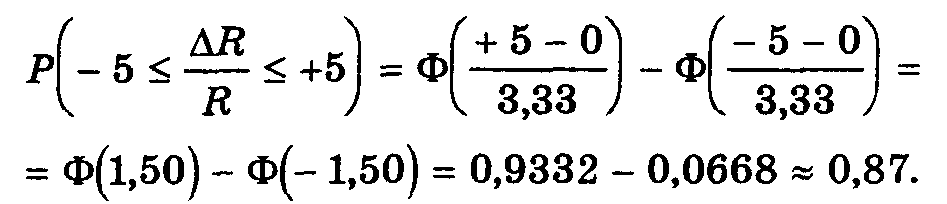 P(− 5 ≤ ΔR/R ≤ +5) = Φ((+ 5 − 0)/3,33) − Φ((− 5 − 0)/3,33) =
= Φ(1,50) − Φ(− 1,50) = 0,9332 − 0,0668 ≈ 0,87.